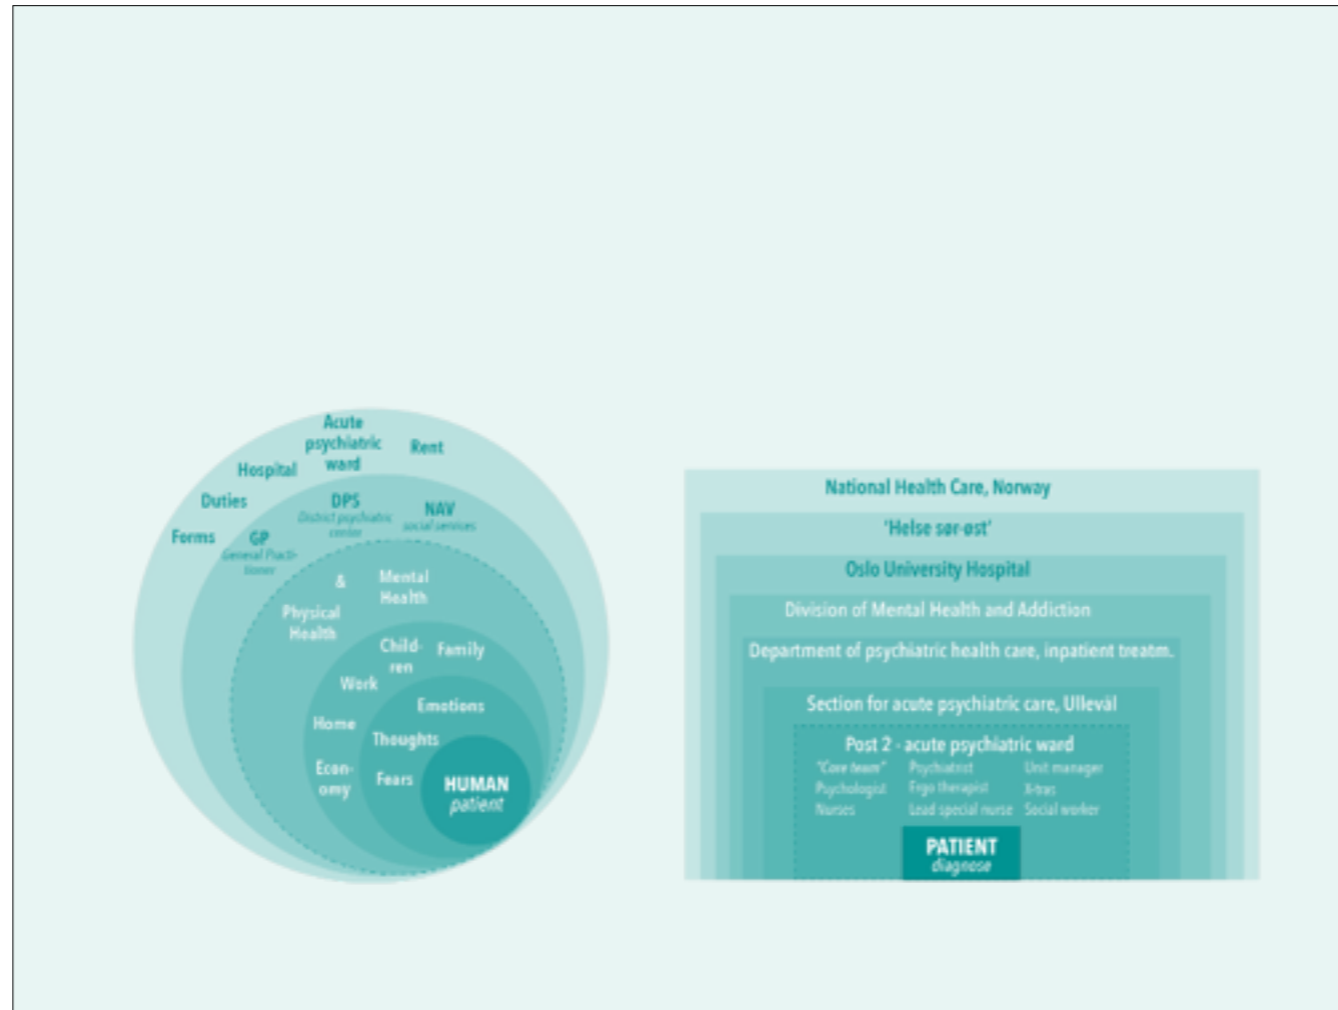 Acute
psychiatric
ward
Rent
Hospital
Duties
Forms
DPS
District psychiatric
center
NAV
social services
GP
General Practi-
tioner
&
Mental
Health
Physical
Health
Child-
ren
Family
Work
Home
Econ-
omy
Emotions
Thoughts
Fears
HUMAN
patient
National Health Care, Norway
'Helse sør-øst'
Oslo University Hospital
Division of Mental Health and Addiction
Department of psychiatric health care, inpatient treatm.
Section for acute psychiatric care, Ullevål
Post 2 - acute psychiatric ward
"Core team" Psychiatrist Unit manager
Psychologist Ergo therapist X-tras
Nurses Lead special nurse Social worker
PATIENT
diagnose